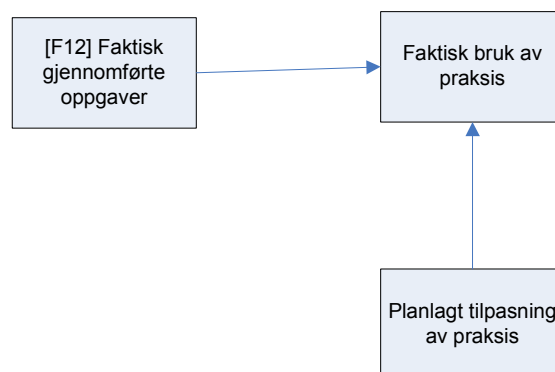 [F12] Faktisk
gjennomførte
oppgaver
Faktisk bruk av
praksis
Planlagt tilpasning
av praksis